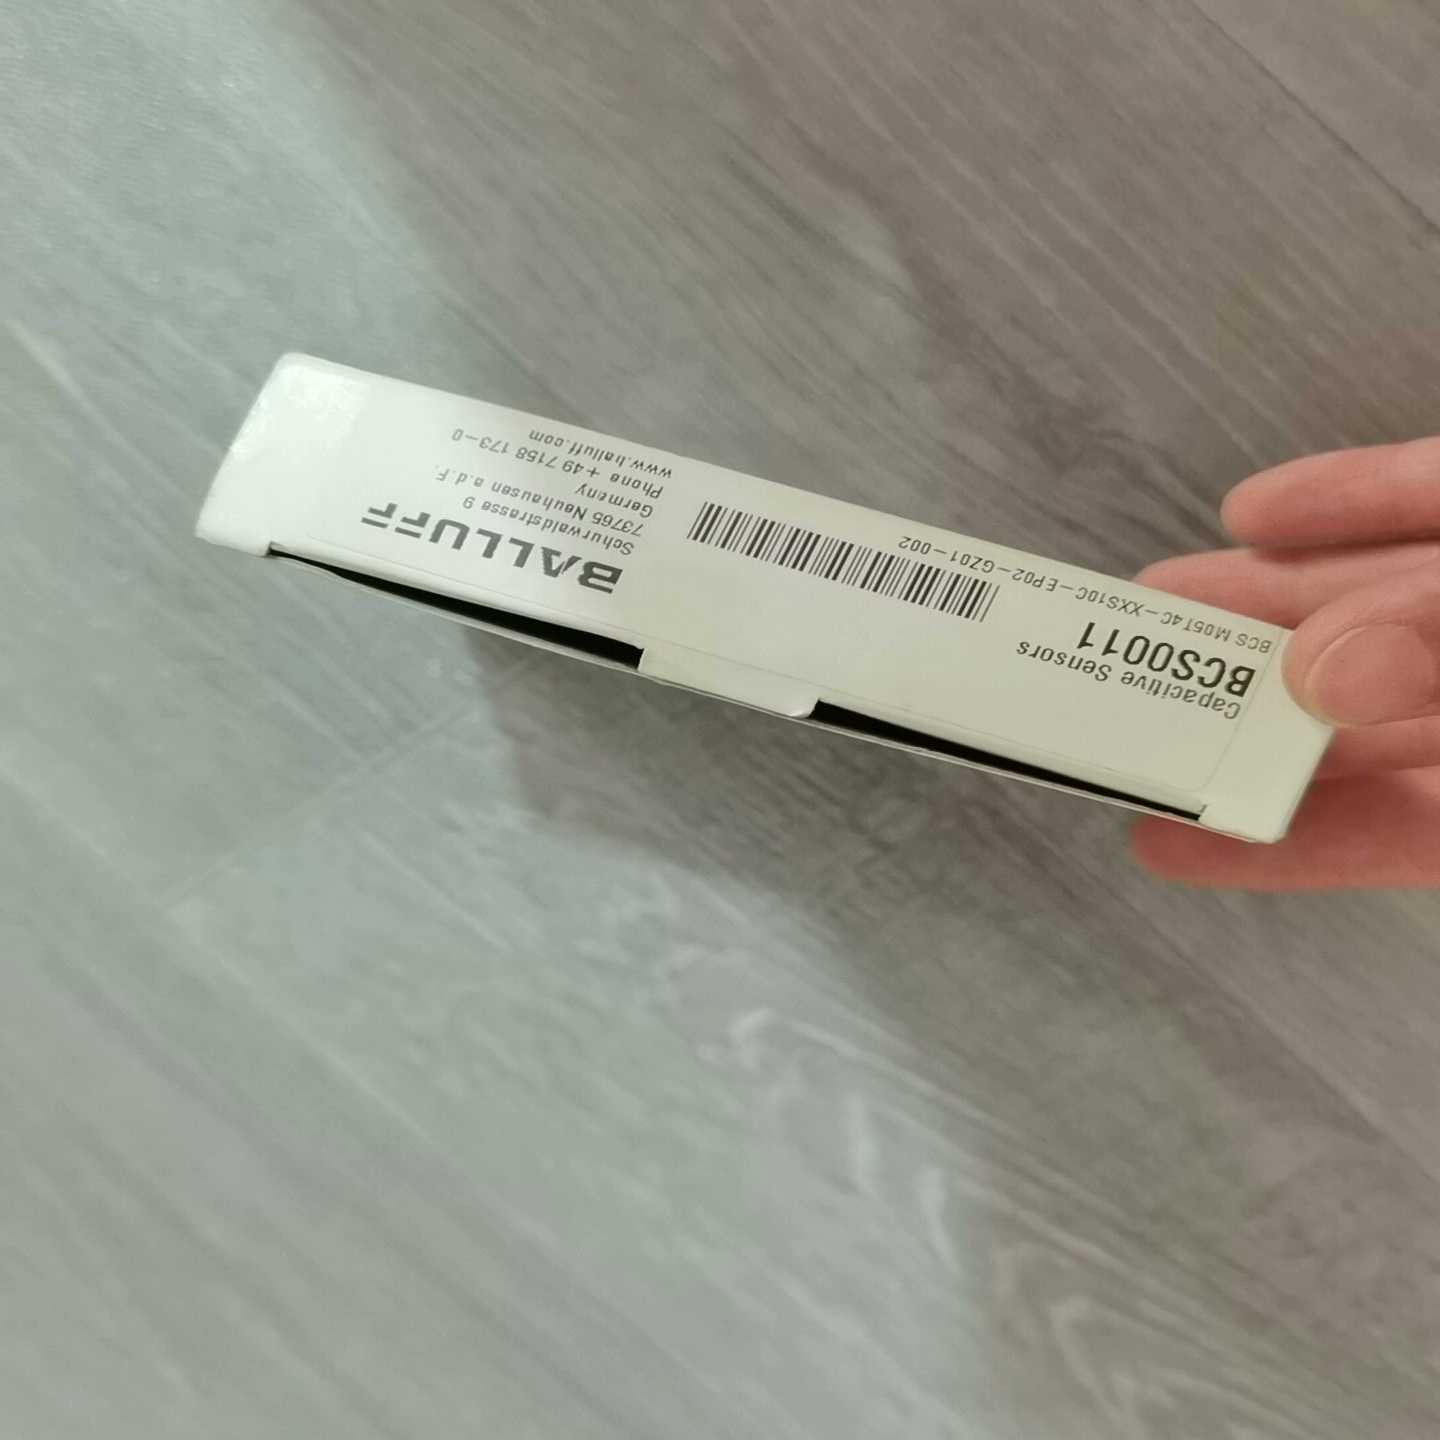 Capacitive Sensors
BCS0011
BCS M05T4C-XXS10C-EP02-GZ01-002
BALLUFF
Schurwaldstrasse 9
73765 Neuhausen a.d.F.
Germany
Phone +49 7158 173-0
www.balluff.com